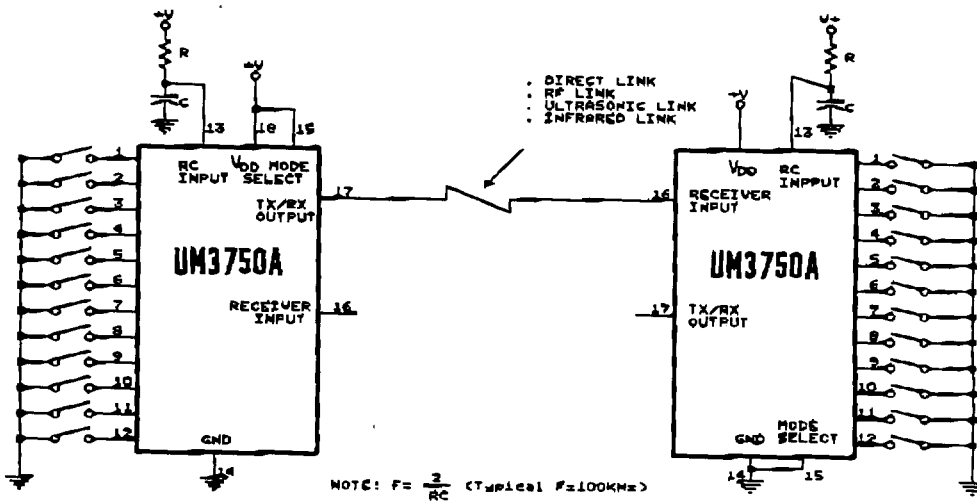 +V
R
C
+V
13
18
15
RC
INPUT
VDD
MODE
SELECT
TX/RX
OUTPUT
17
UM3750A
RECEIVER
INPUT
16
GND
14
1
2
3
4
5
6
7
8
9
10
11
12
. DIRECT LINK
. RF LINK
. ULTRASONIC LINK
. INFRARED LINK
+V
V+
R
C
13
VDD
RC
INPPUT
16
RECEIVER
INPUT
UM3750A
17
TX/RX
OUTPUT
MODE
SELECT
GND
14
15
1
2
3
4
5
6
7
8
9
10
11
12
NOTE: F= 2/RC (Typical F=100KHz)